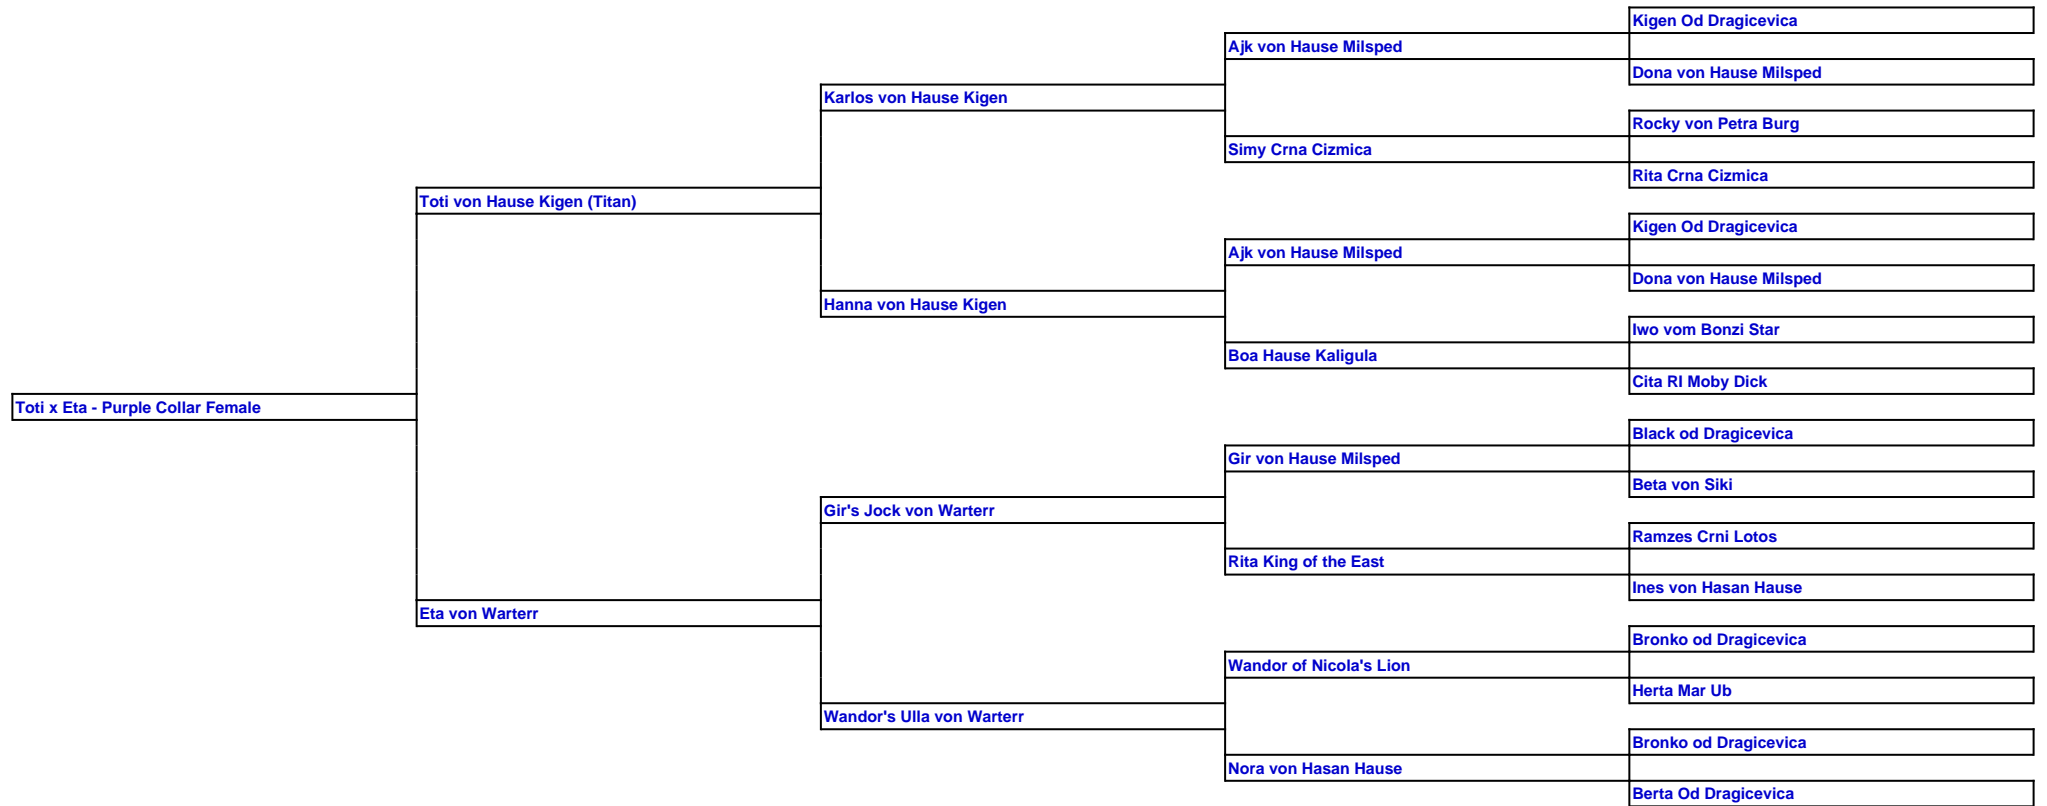 Kigen Od Dragicevica
Ajk von Hause Milsped
Dona von Hause Milsped
Karlos von Hause Kigen
Rocky von Petra Burg
Simy Crna Cizmica
Rita Crna Cizmica
Toti von Hause Kigen (Titan)
Kigen Od Dragicevica
Ajk von Hause Milsped
Dona von Hause Milsped
Hanna von Hause Kigen
Iwo vom Bonzi Star
Boa Hause Kaligula
Cita RI Moby Dick
Toti x Eta - Purple Collar Female
Black od Dragicevica
Gir von Hause Milsped
Beta von Siki
Gir's Jock von Warterr
Ramzes Crni Lotos
Rita King of the East
Ines von Hasan Hause
Eta von Warterr
Bronko od Dragicevica
Wandor of Nicola's Lion
Herta Mar Ub
Wandor's Ulla von Warterr
Bronko od Dragicevica
Nora von Hasan Hause
Berta Od Dragicevica